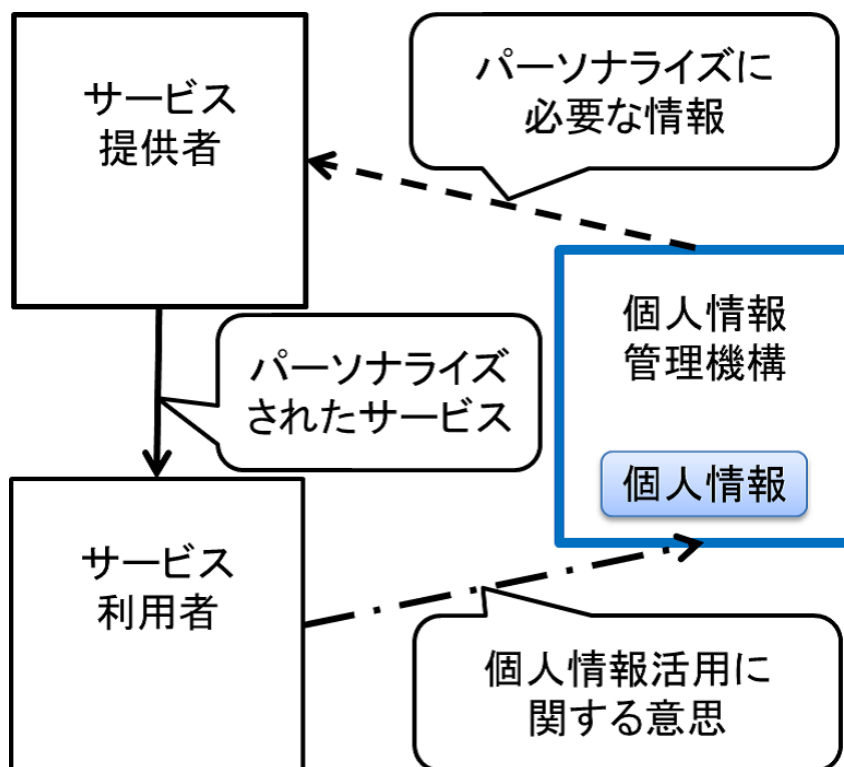 サービス
提供者
パーソナライズに
必要な情報
個人情報
管理機構
パーソナライズ
されたサービス
個人情報
サービス
利用者
個人情報活用に
関する意思